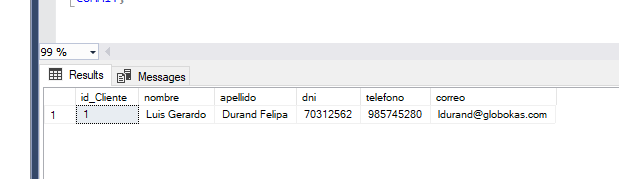 COMMIT;
99 %
Results Messages
id_Cliente nombre apellido dni telefono correo
1 1 Luis Gerardo Durand Felipa 70312562 985745280 ldurand@globokas.com